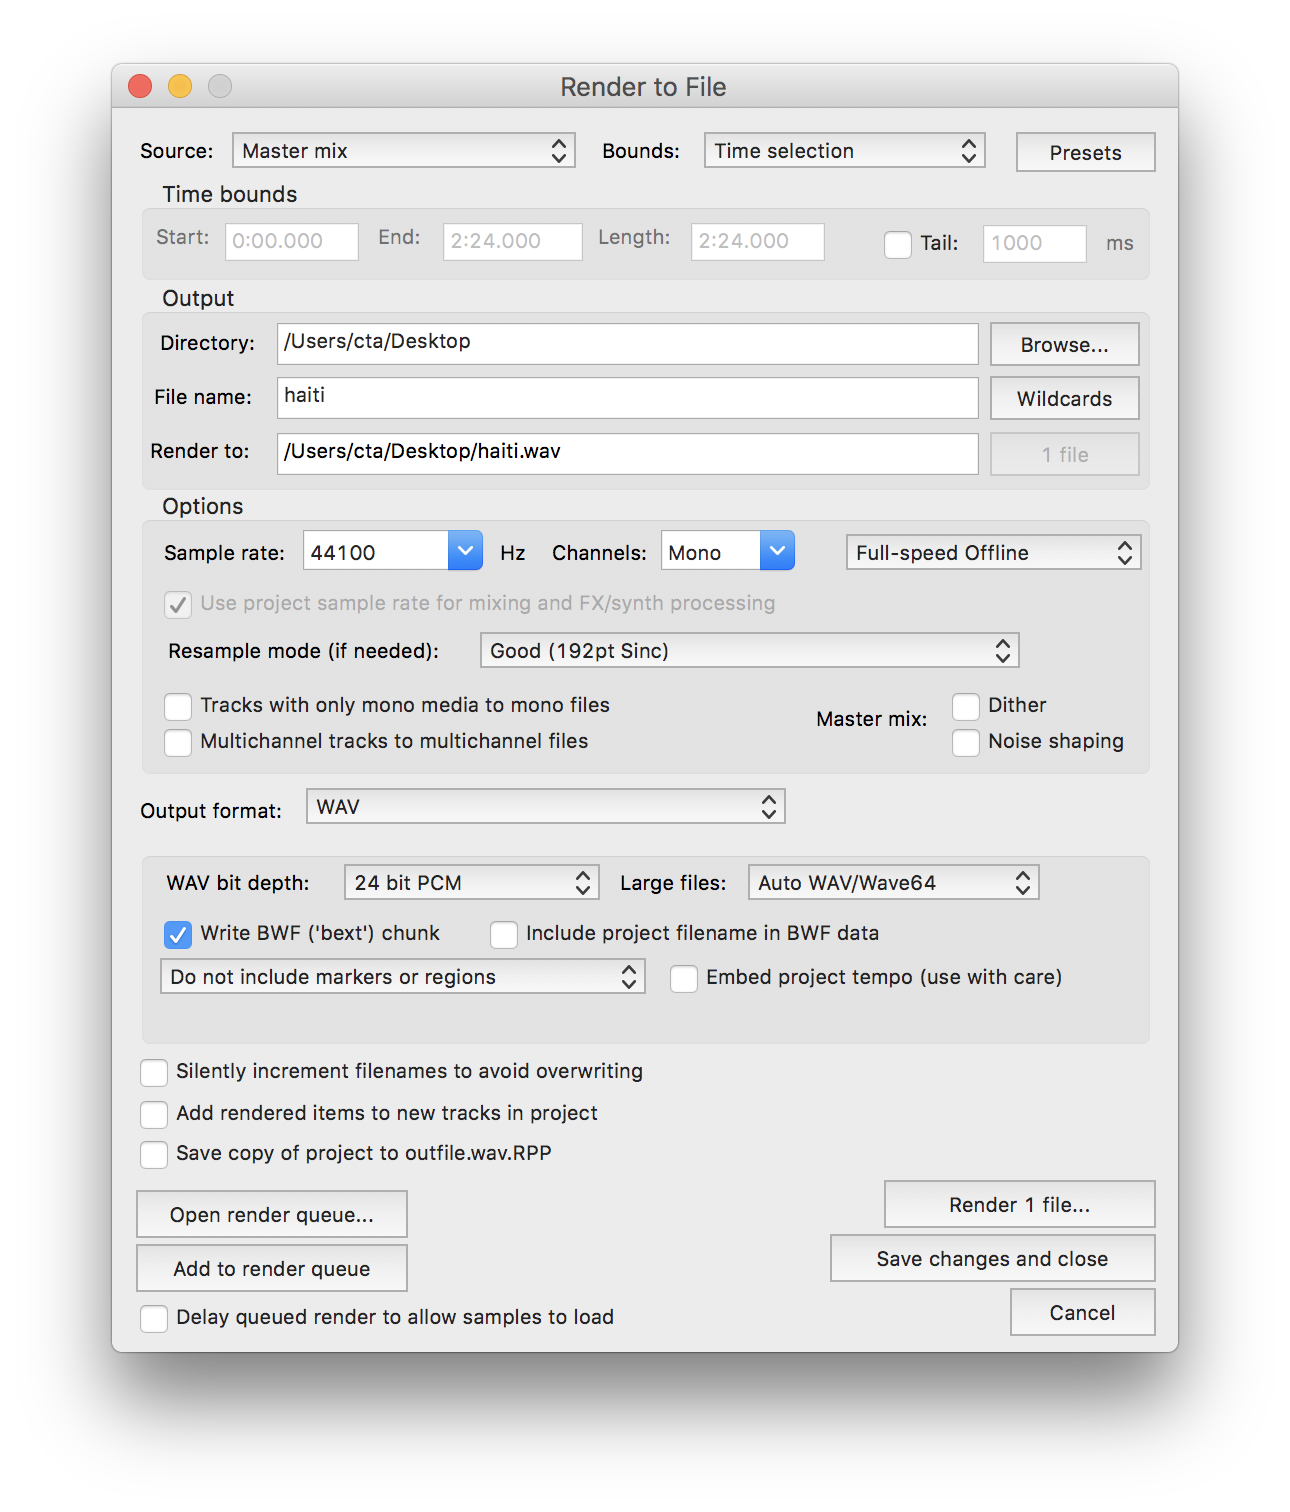 Render to File
Source: Master mix Bounds: Time selection Presets
Time bounds
Start: 0:00.000 End: 2:24.000 Length: 2:24.000 Tail: 1000 ms
Output
Directory: /Users/cta/Desktop Browse...
File name: haiti Wildcards
Render to: /Users/cta/Desktop/haiti.wav 1 file
Options
Sample rate: 44100 Hz Channels: Mono Full-speed Offline
Use project sample rate for mixing and FX/synth processing
Resample mode (if needed): Good (192pt Sinc)
Tracks with only mono media to mono files
Multichannel tracks to multichannel files
Master mix:
Dither
Noise shaping
Output format: WAV
WAV bit depth: 24 bit PCM Large files: Auto WAV/Wave64
Write BWF ('bext') chunk Include project filename in BWF data
Do not include markers or regions Embed project tempo (use with care)
Silently increment filenames to avoid overwriting
Add rendered items to new tracks in project
Save copy of project to outfile.wav.RPP
Open render queue... Render 1 file...
Add to render queue Save changes and close
Delay queued render to allow samples to load Cancel